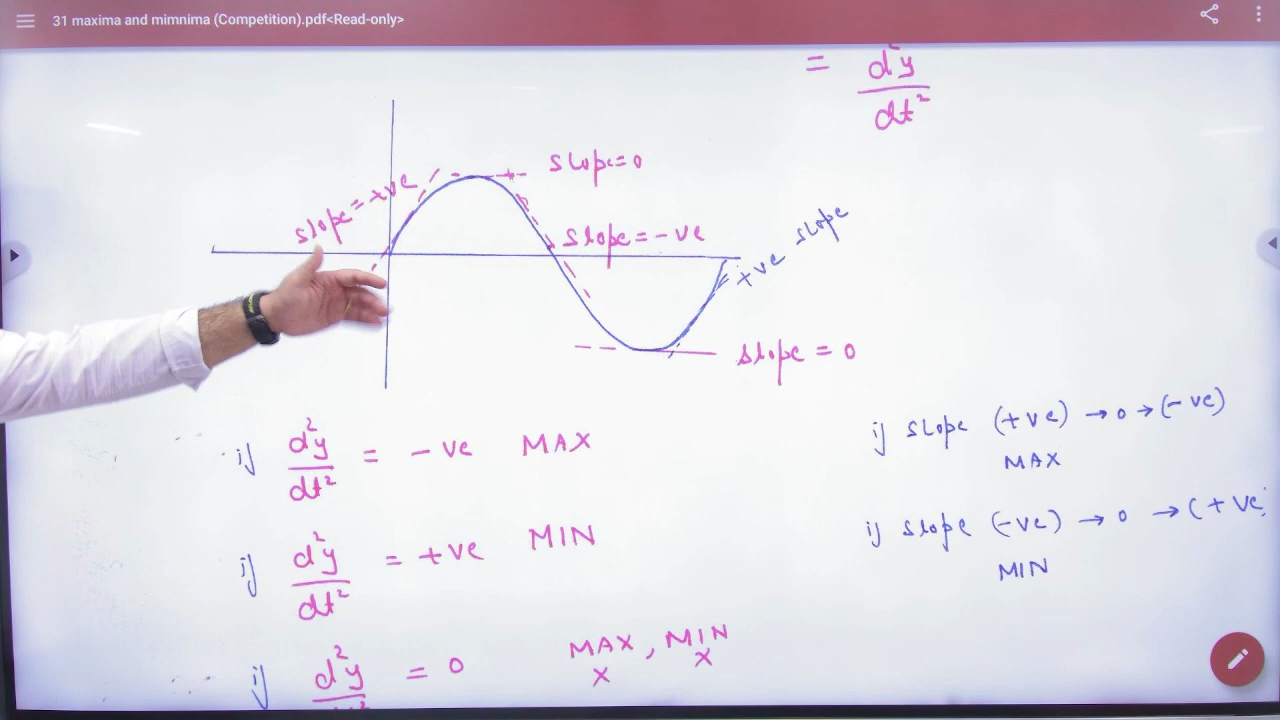 31 maxima and mimnima (Competition).pdf<Read-only>
= d²y/dt²
slope=0
slope=+ve
slope=-ve
+ve slope
slope = 0
if d²y/dt² = -ve MAX
if slope (+ve) →0→(-ve)
MAX
if d²y/dt² = +ve MIN
if slope (-ve) → 0 →(+ve)
MIN
if d²y/dt² = 0 MAX, MIN
X X